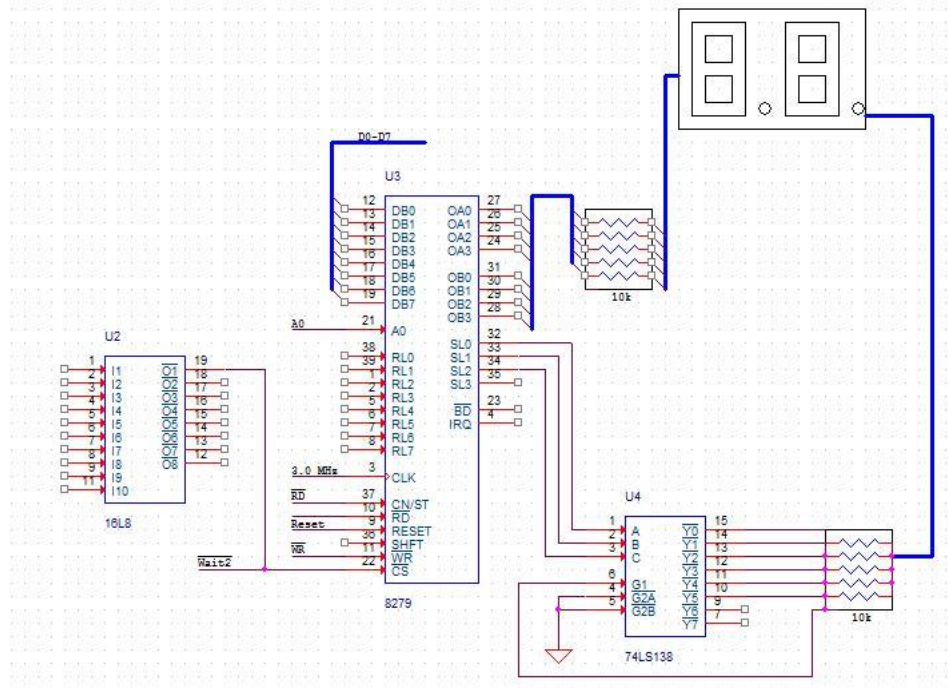 D0-D7
U3
12 DB0 OA0 27
13 DB1 OA1 26
14 DB2 OA2 25
15 DB3 OA3 24
16 DB4
17 DB5 OB0 31
18 DB6 OB1 30
19 DB7 OB2 29
OB3 28
10k
A0 21 A0
SL0 32
38 RL0 SL1 33
39 RL1 SL2 34
1 RL2 SL3 35
2 RL3
5 RL4 BD 23
6 RL5 IRQ 4
7 RL6
8 RL7
3.0 MHz 3 CLK
RD 37 CN/ST
10 RD
Reset 9 RESET
36 SHFT
WR 11 WR
Wait2 22 CS
8279
U2
1 I1 O1 19
2 I2 O2 18
3 I3 O3 17
4 I4 O4 16
5 I5 O5 15
6 I6 O6 14
7 I7 O7 13
8 I8 O8 12
9 I9
11 I10
16L8
U4
1 A Y0 15
2 B Y1 14
3 C Y2 13
Y3 12
6 G1 Y4 11
4 G2A Y5 10
5 G2B Y6 9
Y7 7
74LS138
10k